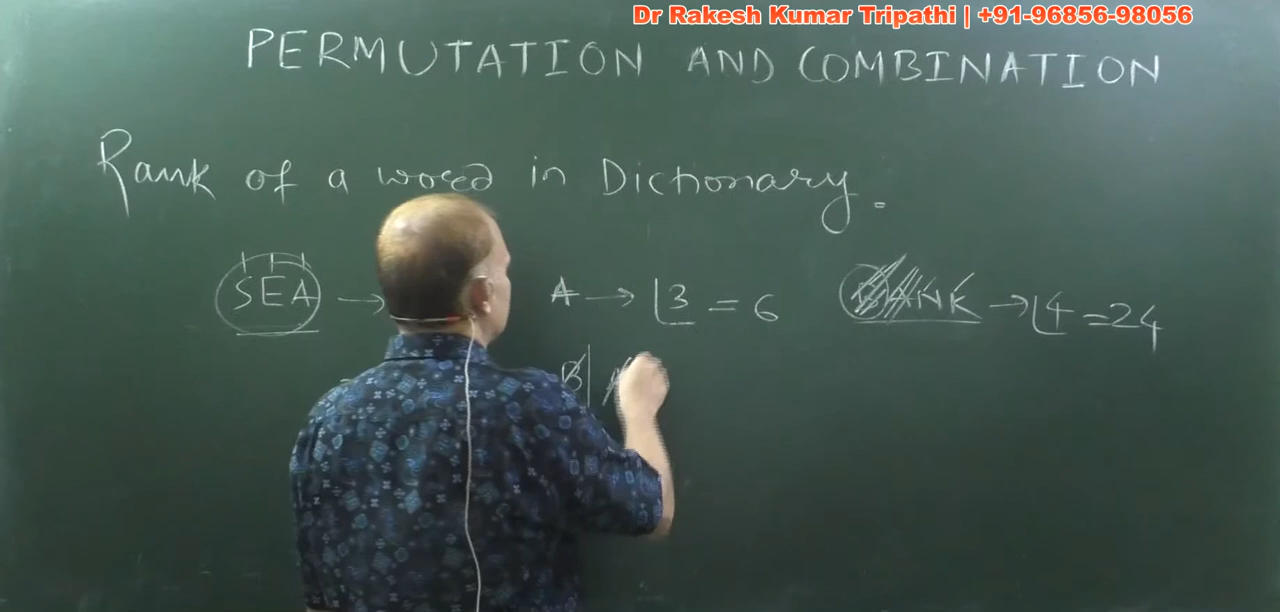 Dr Rakesh Kumar Tripathi | +91-96856-98056
PERMUTATION AND COMBINATION
Rank of a word in Dictionary.
SEA → A → ⌊3 = 6 BANK → ⌊4 = 24
B